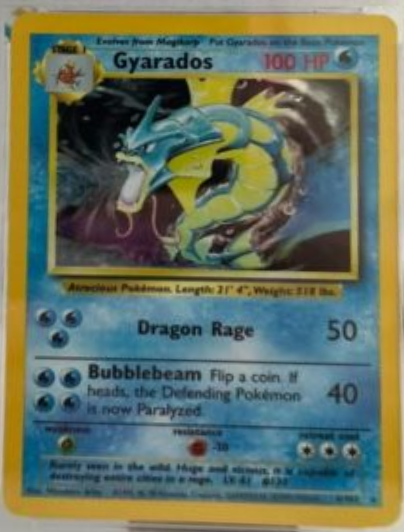 Evolves from Magikarp Put Gyarados on the Basic Pokémon
STAGE 1
Gyarados 100 HP
Atrocious Pokémon. Length: 21' 4", Weight: 518 lbs.
Dragon Rage 50
Bubblebeam Flip a coin. If
heads, the Defending Pokémon
is now Paralyzed.
40
weakness resistance retreat cost
-30
Rarely seen in the wild. Huge and vicious, it is capable of
destroying entire cities in a rage. LV. 41 #130